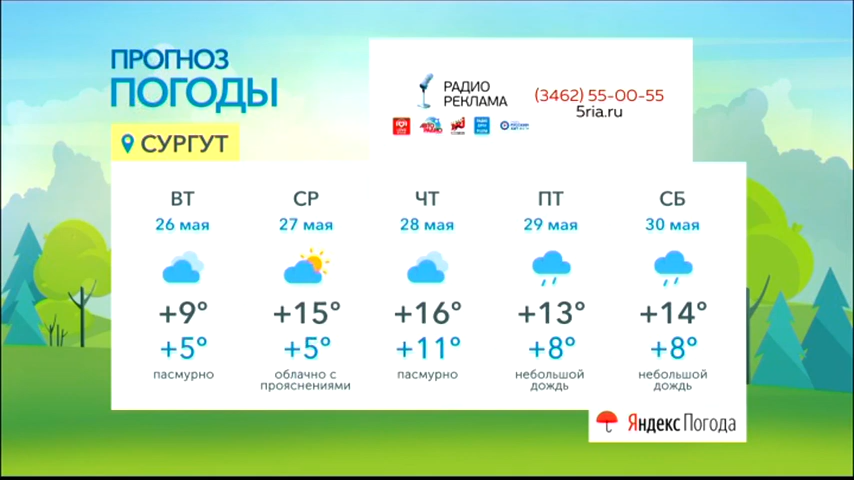 ПРОГНОЗ
ПОГОДЫ
СУРГУТ
РАДИО
РЕКЛАМА
(3462) 55-00-55
5ria.ru
ВТ СР ЧТ ПТ СБ
26 мая 27 мая 28 мая 29 мая 30 мая
+9° +15° +16° +13° +14°
+5° +5° +11° +8° +8°
пасмурно облачно с прояснениями пасмурно небольшой дождь небольшой дождь
Яндекс Погода